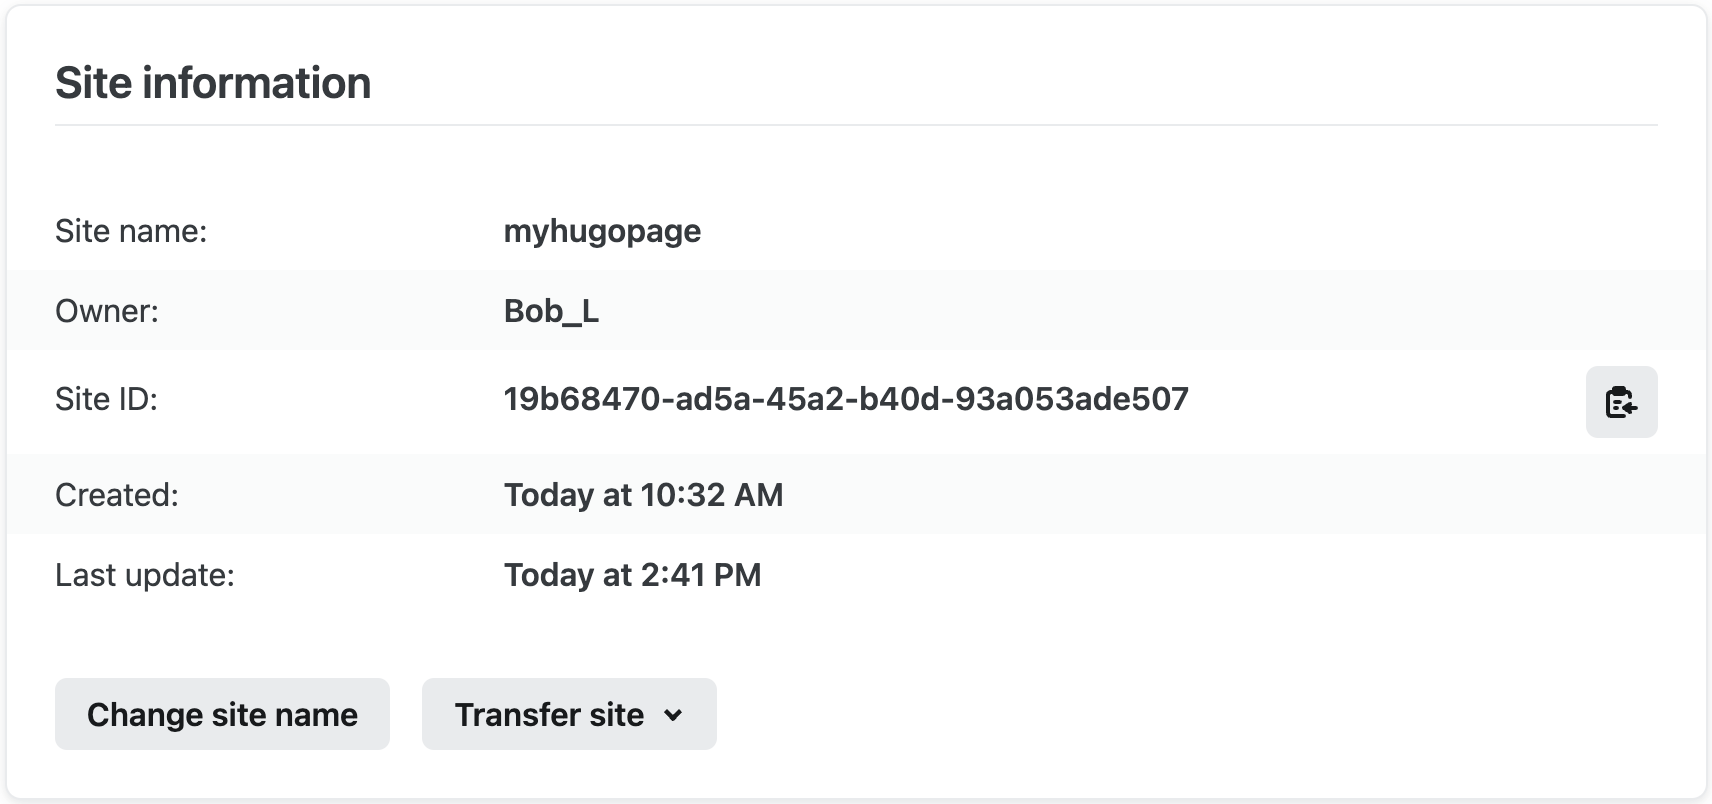 Site information
Site name: myhugopage
Owner: Bob_L
Site ID: 19b68470-ad5a-45a2-b40d-93a053ade507
Created: Today at 10:32 AM
Last update: Today at 2:41 PM
Change site name Transfer site